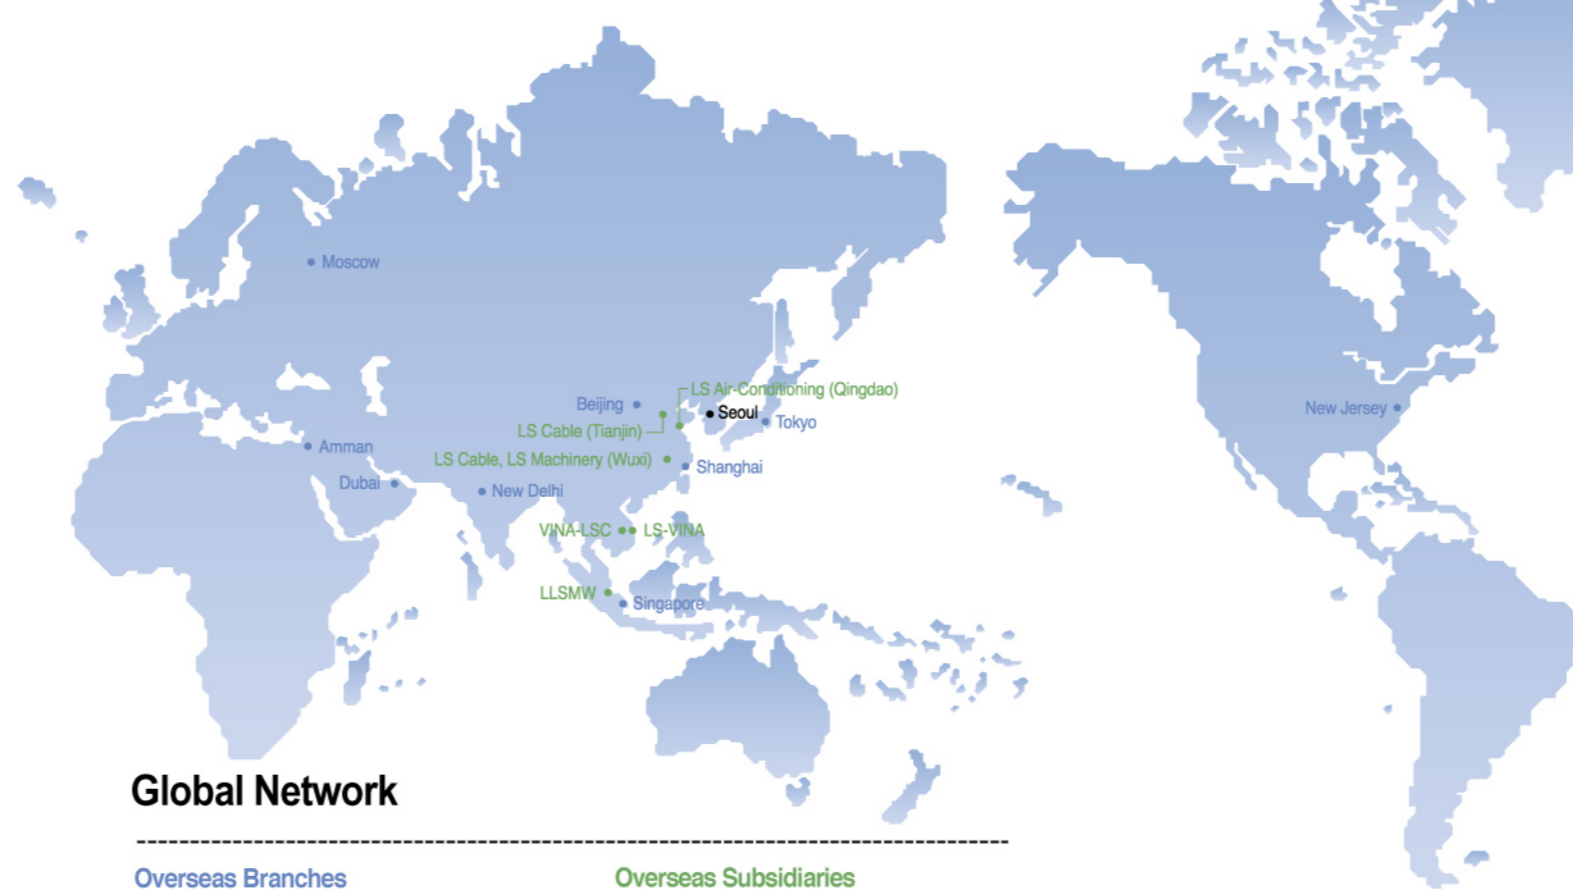 Moscow
LS Air-Conditioning (Qingdao)
Beijing
Seoul
Tokyo
LS Cable (Tianjin)
New Jersey
Amman
LS Cable, LS Machinery (Wuxi)
Shanghai
Dubai
New Delhi
VINA-LSC
LS-VINA
LLSMW
Singapore
Global Network
Overseas Branches
Overseas Subsidiaries